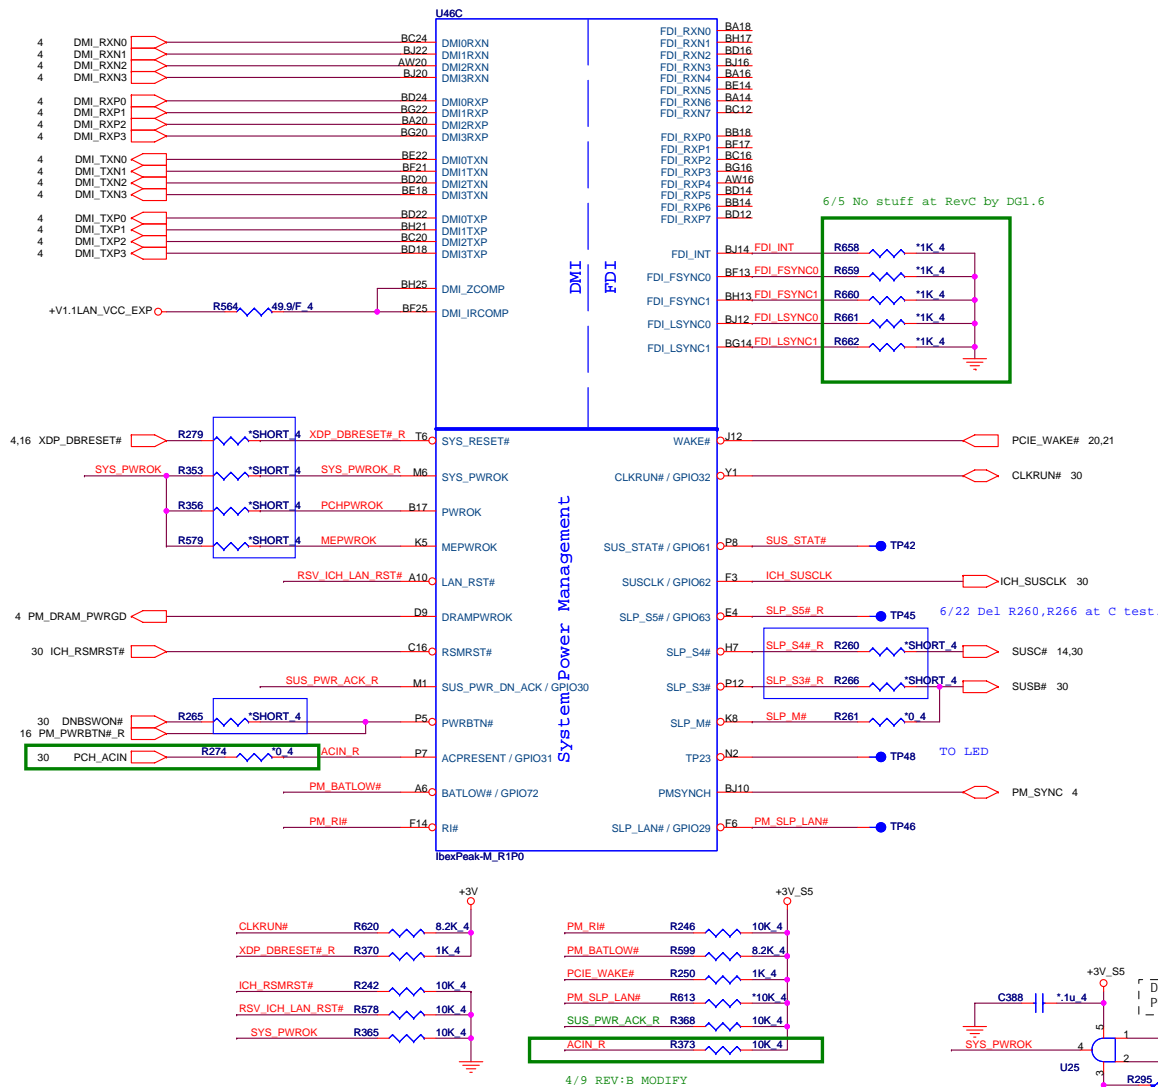 U46C
4 DMI_RXN0 BC24 DMI0RXN
4 DMI_RXN1 BJ22 DMI1RXN
4 DMI_RXN2 AW20 DMI2RXN
4 DMI_RXN3 BJ20 DMI3RXN
4 DMI_RXP0 BD24 DMI0RXP
4 DMI_RXP1 BG22 DMI1RXP
4 DMI_RXP2 BA20 DMI2RXP
4 DMI_RXP3 BG20 DMI3RXP
4 DMI_TXN0 BE22 DMI0TXN
4 DMI_TXN1 BF21 DMI1TXN
4 DMI_TXN2 BD20 DMI2TXN
4 DMI_TXN3 BE18 DMI3TXN
4 DMI_TXP0 BD22 DMI0TXP
4 DMI_TXP1 BH21 DMI1TXP
4 DMI_TXP2 BC20 DMI2TXP
4 DMI_TXP3 BD18 DMI3TXP
BH25 DMI_ZCOMP
+V1.1LAN_VCC_EXP R564 49.9/F_4 BF25 DMI_IRCOMP
DMI
FDI
FDI_RXN0 BA18
FDI_RXN1 BH17
FDI_RXN2 BD16
FDI_RXN3 BJ16
FDI_RXN4 BA16
FDI_RXN5 BE14
FDI_RXN6 BA14
FDI_RXN7 BC12
FDI_RXP0 BB18
FDI_RXP1 BF17
FDI_RXP2 BC16
FDI_RXP3 BG16
FDI_RXP4 AW16
FDI_RXP5 BD14
FDI_RXP6 BB14
FDI_RXP7 BD12
6/5 No stuff at RevC by DG1.6
FDI_INT BJ14 FDI_INT R658 *1K_4
FDI_FSYNC0 BF13 FDI_FSYNC0 R659 *1K_4
FDI_FSYNC1 BH13 FDI_FSYNC1 R660 *1K_4
FDI_LSYNC0 BJ12 FDI_LSYNC0 R661 *1K_4
FDI_LSYNC1 BG14 FDI_LSYNC1 R662 *1K_4
4,16 XDP_DBRESET# R279 *SHORT_4 XDP_DBRESET#_R T6 SYS_RESET#
SYS_PWROK R353 *SHORT_4 SYS_PWROK_R M6 SYS_PWROK
R356 *SHORT_4 PCHPWROK B17 PWROK
R579 *SHORT_4 MEPWROK K5 MEPWROK
RSV_ICH_LAN_RST# A10 LAN_RST#
4 PM_DRAM_PWRGD D9 DRAMPWROK
30 ICH_RSMRST# C16 RSMRST#
SUS_PWR_ACK_R M1 SUS_PWR_DN_ACK / GPIO30
30 DNBSWON# R265 *SHORT_4 P5 PWRBTN#
16 PM_PWRBTN#_R
30 PCH_ACIN R274 *0_4 ACIN_R P7 ACPRESENT / GPIO31
PM_BATLOW# A6 BATLOW# / GPIO72
PM_RI# F14 RI#
System Power Management
WAKE# J12 PCIE_WAKE# 20,21
CLKRUN# / GPIO32 Y1 CLKRUN# 30
SUS_STAT# / GPIO61 P8 SUS_STAT# TP42
SUSCLK / GPIO62 F3 ICH_SUSCLK ICH_SUSCLK 30
SLP_S5# / GPIO63 E4 SLP_S5#_R TP45
6/22 Del R260,R266 at C test.
SLP_S4# H7 SLP_S4#_R R260 *SHORT_4 SUSC# 14,30
SLP_S3# P12 SLP_S3#_R R266 *SHORT_4 SUSB# 30
SLP_M# K8 SLP_M# R261 *0_4
TP23 N2 TP48 TO LED
PMSYNCH BJ10 PM_SYNC 4
SLP_LAN# / GPIO29 F6 PM_SLP_LAN# TP46
IbexPeak-M_R1P0
+3V
CLKRUN# R620 8.2K_4
XDP_DBRESET#_R R370 1K_4
ICH_RSMRST# R242 10K_4
RSV_ICH_LAN_RST# R578 10K_4
SYS_PWROK R365 10K_4
+3V_S5
PM_RI# R246 10K_4
PM_BATLOW# R599 8.2K_4
PCIE_WAKE# R250 1K_4
PM_SLP_LAN# R613 *10K_4
SUS_PWR_ACK_R R368 10K_4
ACIN_R R373 10K_4
4/9 REV:B MODIFY
+3V_S5
D
P
C388 *.1u_4
5
1
SYS_PWROK 4
2
U25
3
R295